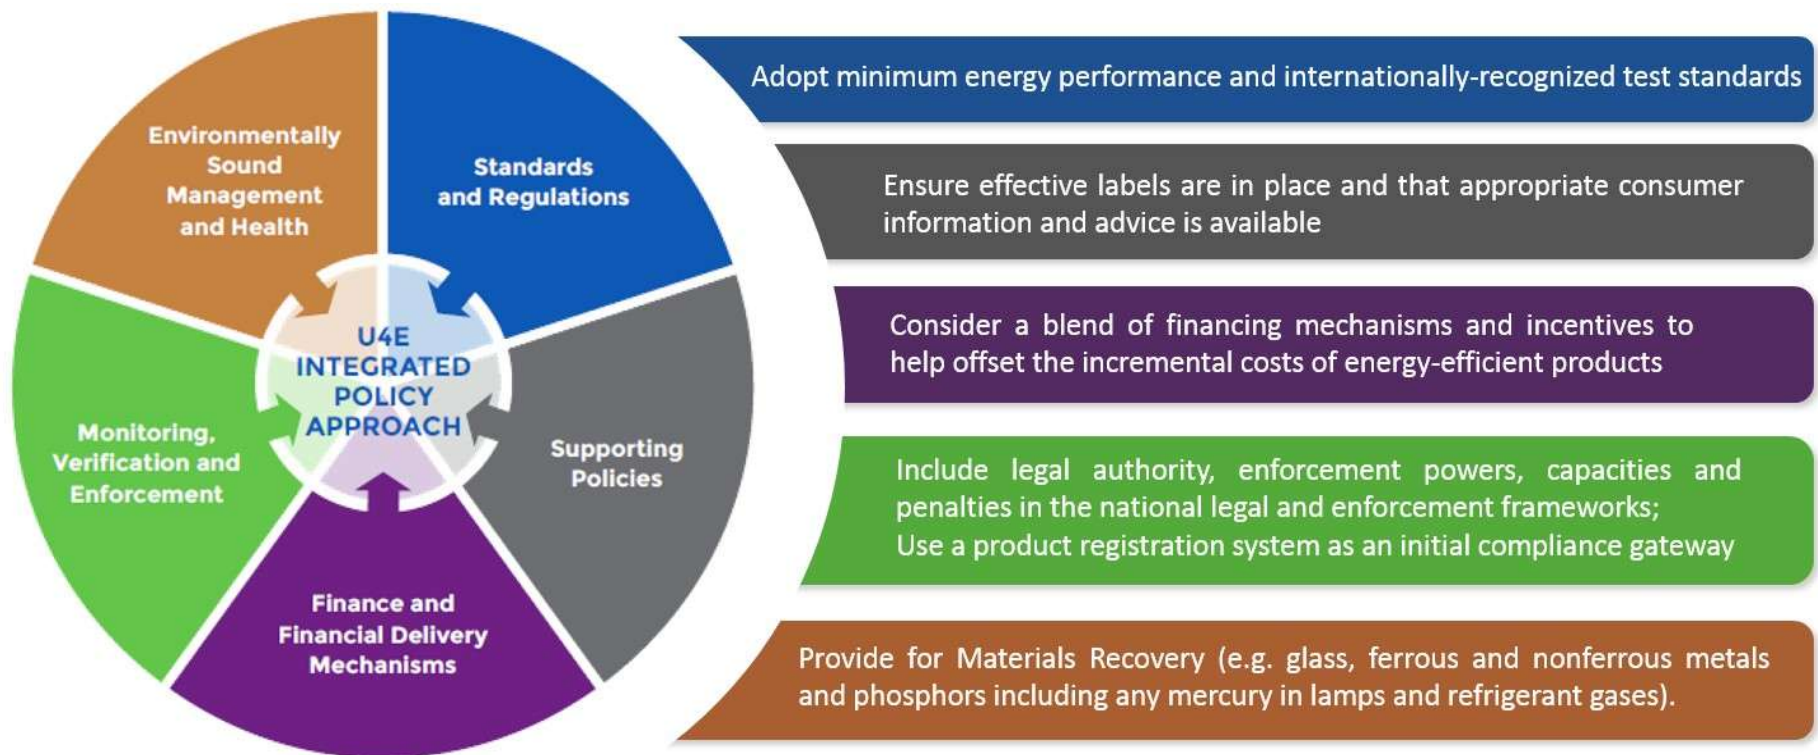 Environmentally
Sound
Management
and Health
Standards
and Regulations
Supporting
Policies
Finance and
Financial Delivery
Mechanisms
Monitoring,
Verification and
Enforcement
U4E
INTEGRATED
POLICY
APPROACH
Adopt minimum energy performance and internationally-recognized test standards
Ensure effective labels are in place and that appropriate consumer
information and advice is available
Consider a blend of financing mechanisms and incentives to
help offset the incremental costs of energy-efficient products
Include legal authority, enforcement powers, capacities and
penalties in the national legal and enforcement frameworks;
Use a product registration system as an initial compliance gateway
Provide for Materials Recovery (e.g. glass, ferrous and nonferrous metals
and phosphors including any mercury in lamps and refrigerant gases).